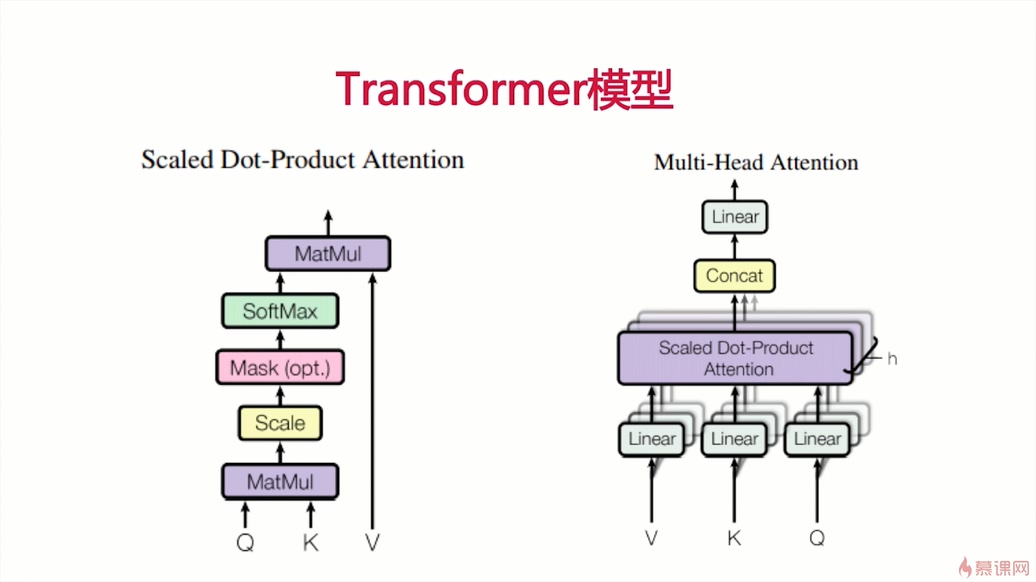 Transformer模型
Scaled Dot-Product Attention
MatMul
SoftMax
Mask (opt.)
Scale
MatMul
Q K V
Multi-Head Attention
Linear
Concat
Scaled Dot-Product
Attention
h
Linear Linear Linear
V K Q
慕课网